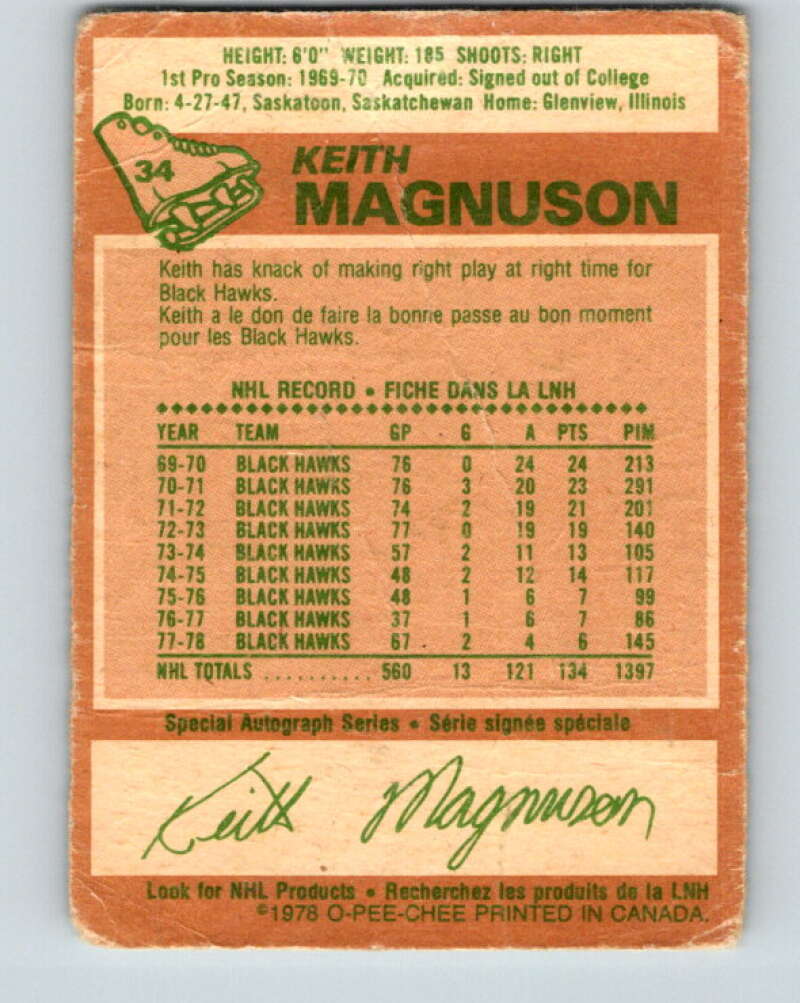 HEIGHT: 6'0" WEIGHT: 185 SHOOTS: RIGHT
1st Pro Season: 1969-70 Acquired: Signed out of College
Born: 4-27-47, Saskatoon, Saskatchewan Home: Glenview, Illinois
34
KEITH
MAGNUSON
Keith has knack of making right play at right time for
Black Hawks.
Keith a le don de faire la bonne passe au bon moment
pour les Black Hawks.
NHL RECORD • FICHE DANS LA LNH
YEAR TEAM GP G A PTS PIM
69-70 BLACK HAWKS 76 0 24 24 213
70-71 BLACK HAWKS 76 3 20 23 291
71-72 BLACK HAWKS 74 2 19 21 201
72-73 BLACK HAWKS 77 0 19 19 140
73-74 BLACK HAWKS 57 2 11 13 105
74-75 BLACK HAWKS 48 2 12 14 117
75-76 BLACK HAWKS 48 1 6 7 99
76-77 BLACK HAWKS 37 1 6 7 86
77-78 BLACK HAWKS 67 2 4 6 145
NHL TOTALS .......... 560 13 121 134 1397
Special Autograph Series • Série signée spéciale
Keith Magnuson
Look for NHL Products • Recherchez les produits de la LNH
©1978 O-PEE-CHEE PRINTED IN CANADA.